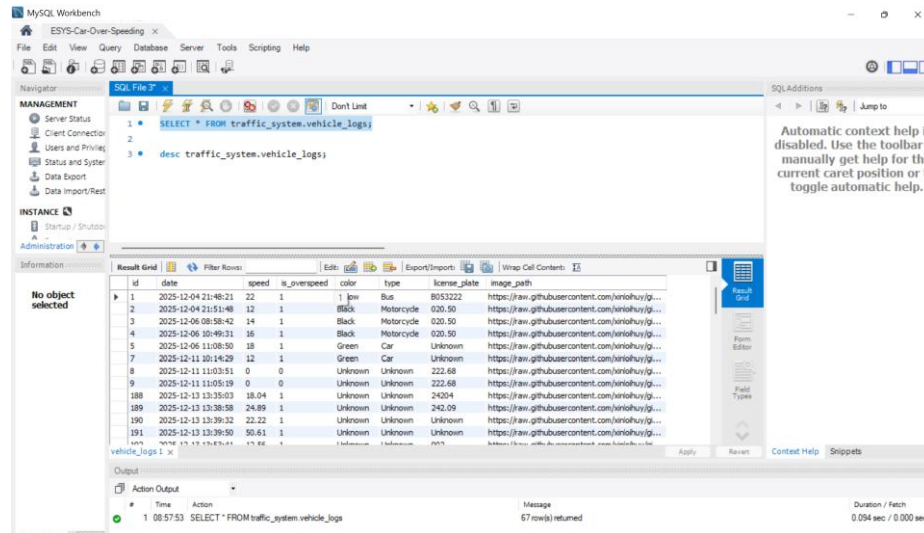 MySQL Workbench
ESYS-Car-Over-Speeding ×
File Edit View Query Database Server Tools Scripting Help
Navigator
SQL File 3* ×
SQLAdditions
MANAGEMENT
Server Status
Client Connection
Users and Privileg
Status and System
Data Export
Data Import/Rest
INSTANCE
Startup / Shutdo
Administration
Don't Limit
Jump to
1 SELECT * FROM traffic_system.vehicle_logs;
2
3 desc traffic_system.vehicle_logs;
Automatic context help
disabled. Use the toolbar
manually get help for th
current caret position or
toggle automatic help.
Information
No object
selected
Result Grid Filter Rows: Edit: Export/Import: Wrap Cell Content:
id date speed is_overspeed color type license_plate image_path
1 2025-12-04 21:48:21 22 1 1 low Bus B053222 https://raw.githubusercontent.com/xinloihuy/gi...
2 2025-12-04 21:51:48 12 1 Black Motorcycle 020.50 https://raw.githubusercontent.com/xinloihuy/gi...
3 2025-12-06 08:58:42 14 1 Black Motorcycle 020.50 https://raw.githubusercontent.com/xinloihuy/gi...
4 2025-12-06 10:49:31 16 1 Black Motorcycle 020.50 https://raw.githubusercontent.com/xinloihuy/gi...
5 2025-12-06 11:08:50 18 1 Green Car Unknown https://raw.githubusercontent.com/xinloihuy/gi...
7 2025-12-11 10:14:29 12 1 Green Car Unknown https://raw.githubusercontent.com/xinloihuy/gi...
8 2025-12-11 11:03:51 0 0 Unknown Unknown 222.68 https://raw.githubusercontent.com/xinloihuy/gi...
9 2025-12-11 11:05:19 0 0 Unknown Unknown 222.68 https://raw.githubusercontent.com/xinloihuy/gi...
188 2025-12-13 13:35:03 18.04 1 Unknown Unknown 24204 https://raw.githubusercontent.com/xinloihuy/gi...
189 2025-12-13 13:38:58 24.89 1 Unknown Unknown 242.09 https://raw.githubusercontent.com/xinloihuy/gi...
190 2025-12-13 13:39:32 22.22 1 Unknown Unknown Unknown https://raw.githubusercontent.com/xinloihuy/gi...
191 2025-12-13 13:39:50 50.61 1 Unknown Unknown Unknown https://raw.githubusercontent.com/xinloihuy/gi...
Result
Grid
Form
Editor
Field
Types
vehicle_logs 1 ×
Apply Revert
Context Help Snippets
Output
Action Output
# Time Action Message Duration / Fetch
1 08:57:53 SELECT * FROM traffic_system.vehicle_logs 67 row(s) returned 0.094 sec / 0.000 sec